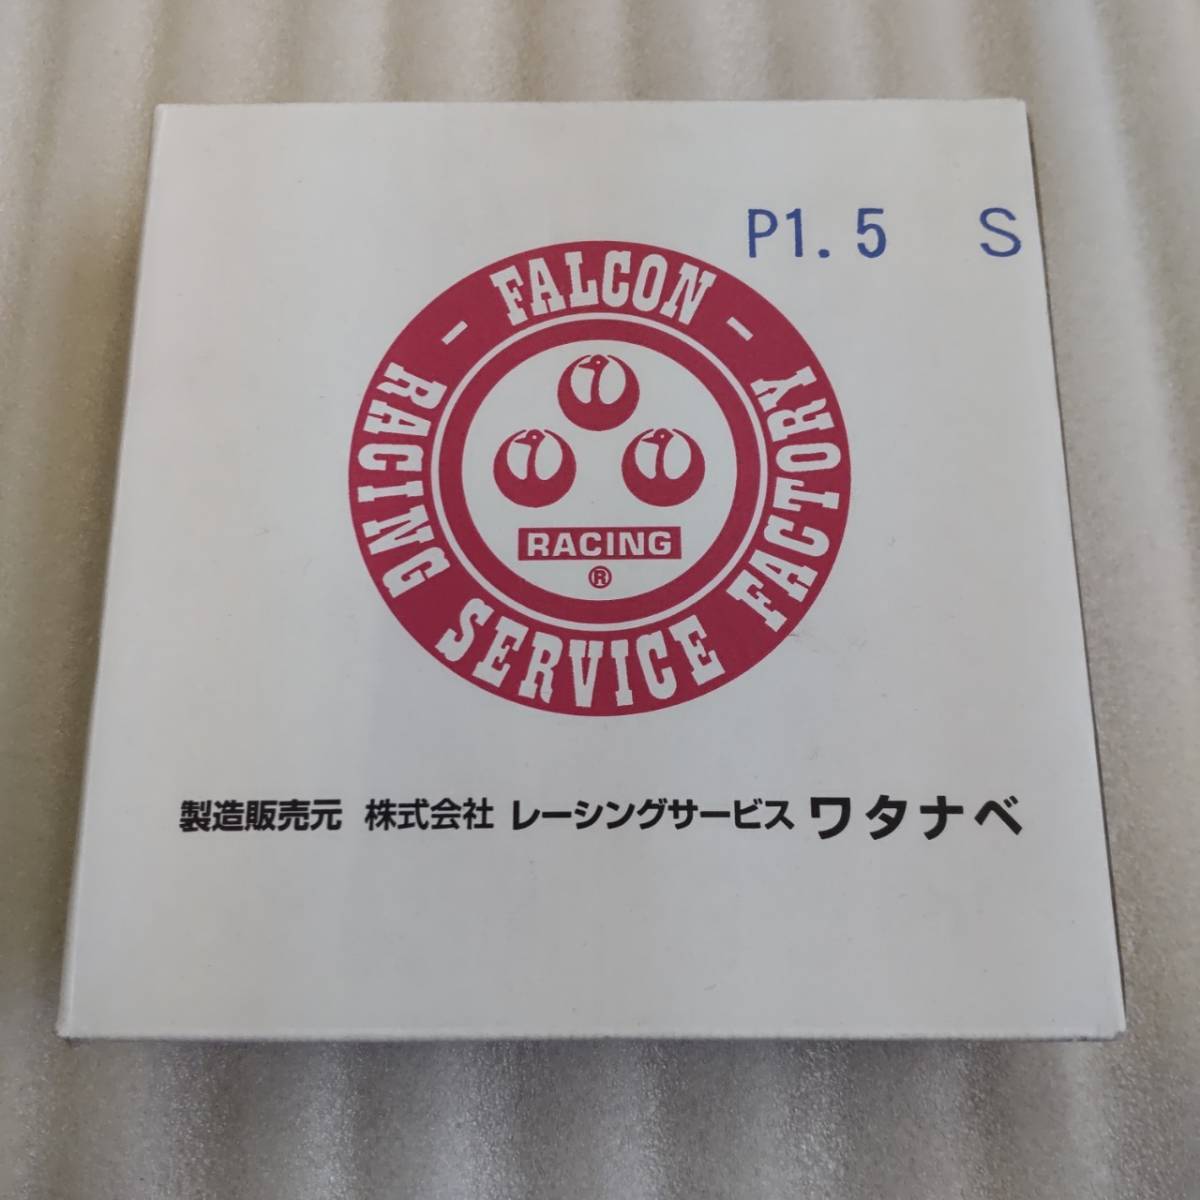 P1.5 S
- FALCON -
RACING SERVICE FACTORY
RACING
®
製造販売元 株式会社 レーシングサービス ワタナベ